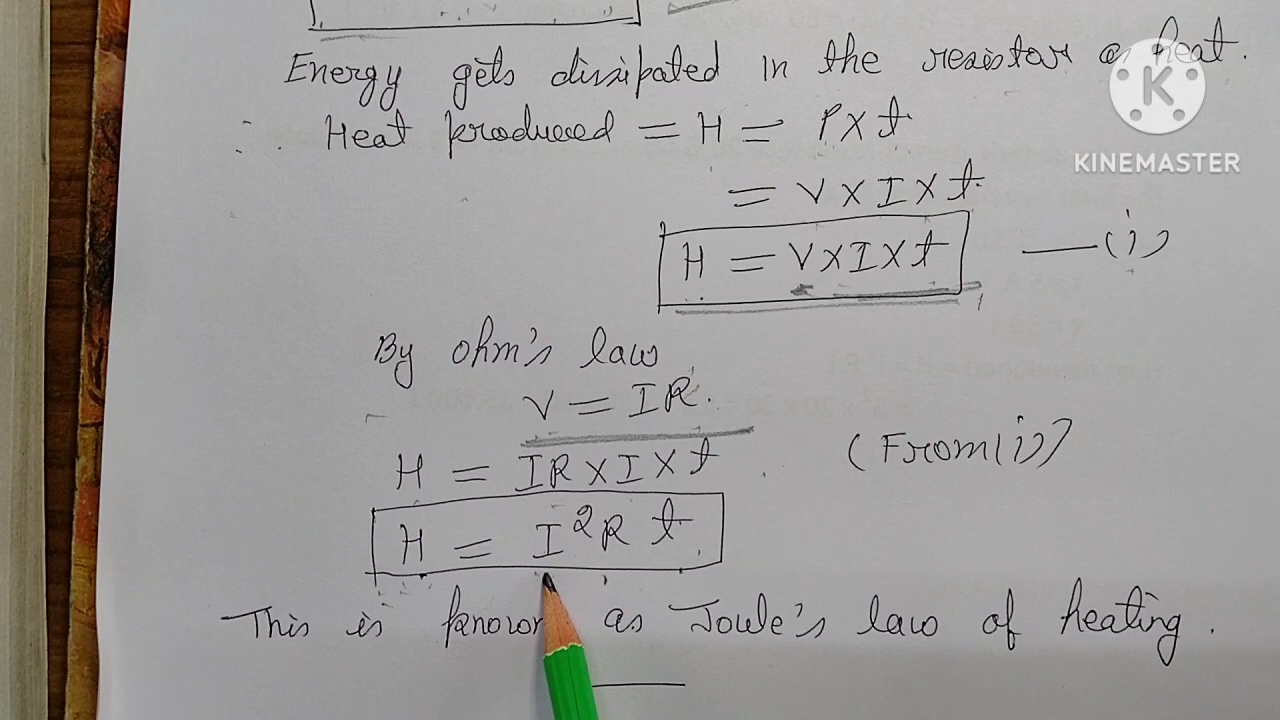 Energy gets dissipated in the resistor as heat.
∴ Heat produced = H = P X t
= V X I X t
H = V X I X t —(i)
By ohm's law
V = IR.
H = IR X I X t (From(i))
H = I²R t
This is known as Joule's law of heating.
K
KINEMASTER